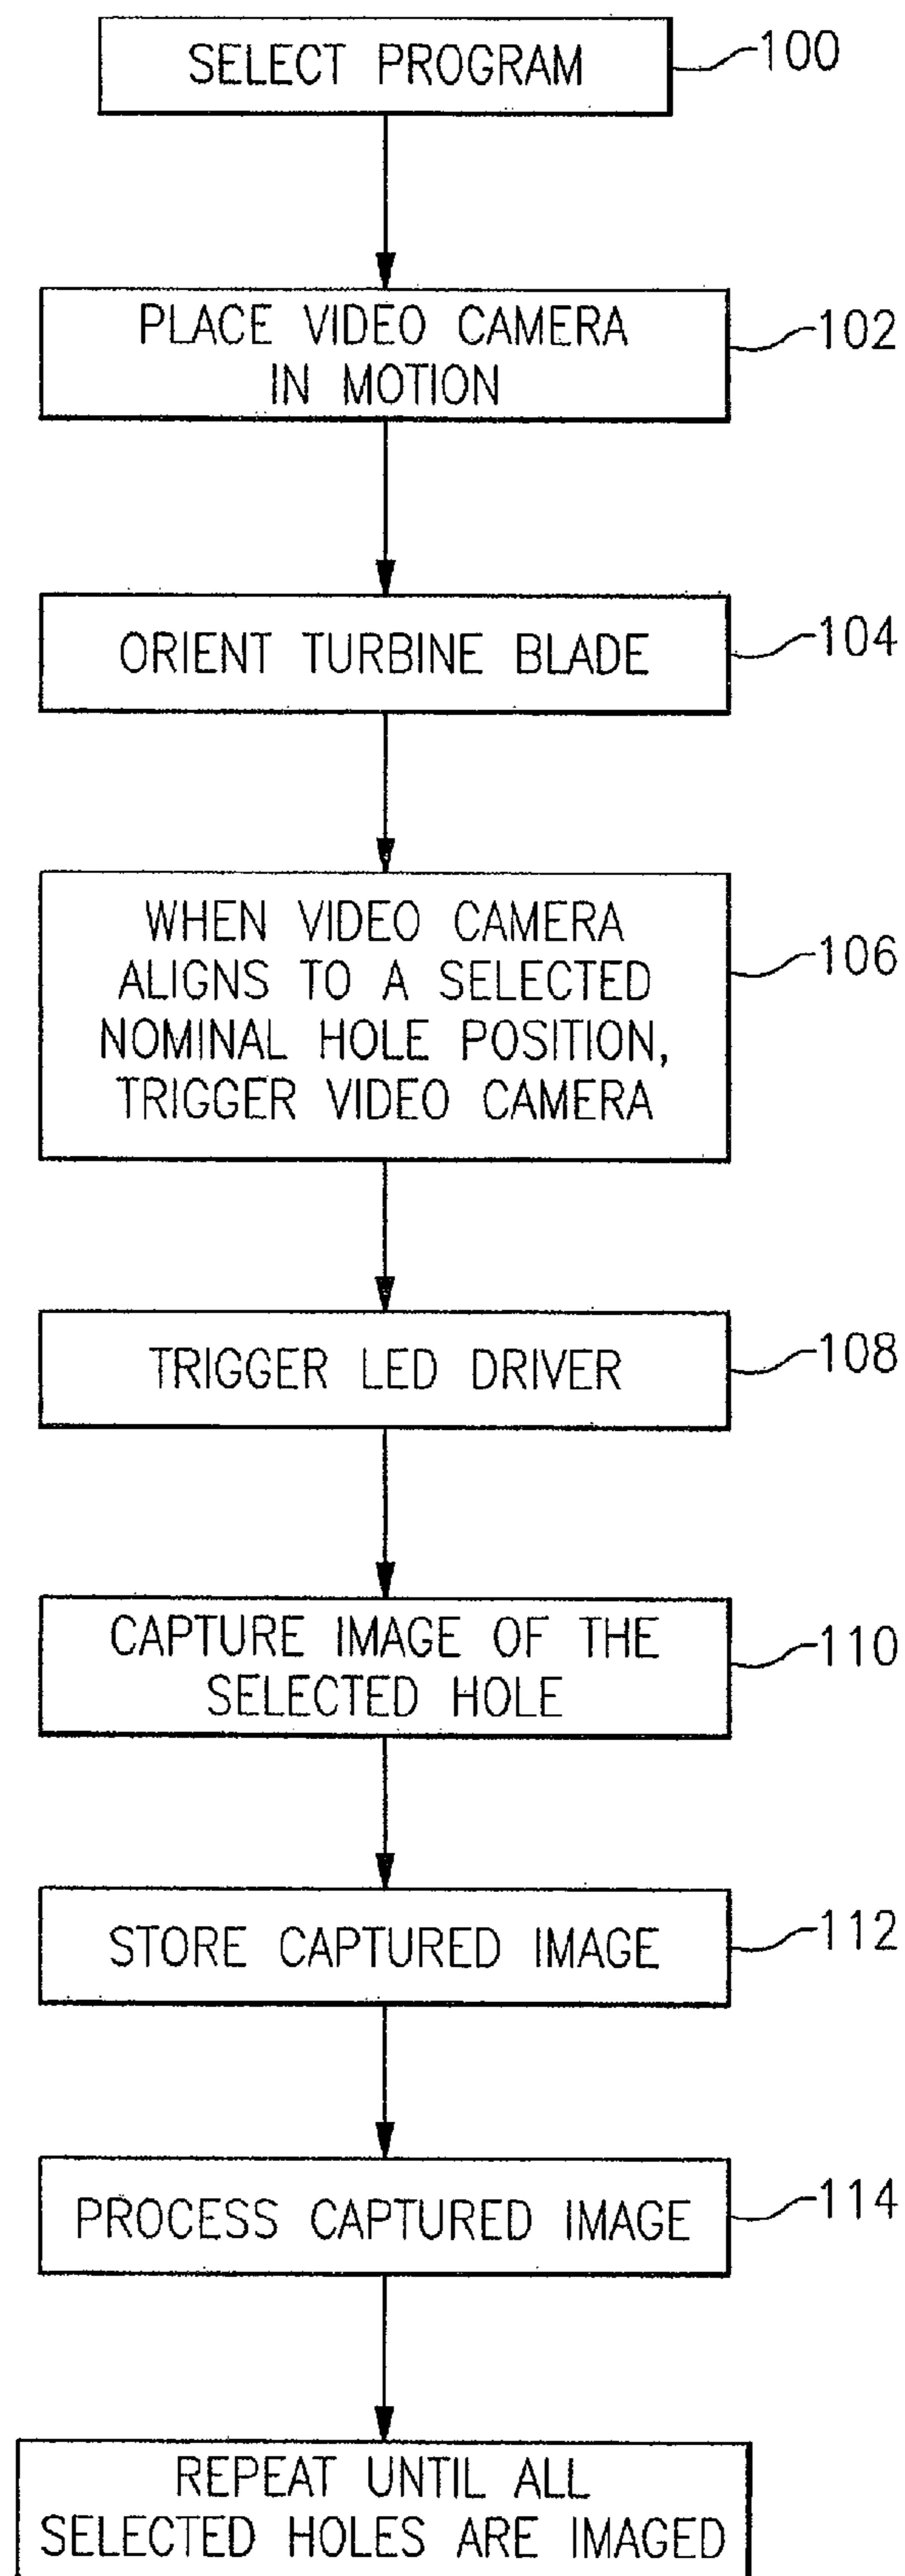 SELECT PROGRAM
100
PLACE VIDEO CAMERA
IN MOTION
102
ORIENT TURBINE BLADE
104
WHEN VIDEO CAMERA
ALIGNS TO A SELECTED
NOMINAL HOLE POSITION,
TRIGGER VIDEO CAMERA
106
TRIGGER LED DRIVER
108
CAPTURE IMAGE OF THE
SELECTED HOLE
110
STORE CAPTURED IMAGE
112
PROCESS CAPTURED IMAGE
114
REPEAT UNTIL ALL
SELECTED HOLES ARE IMAGED